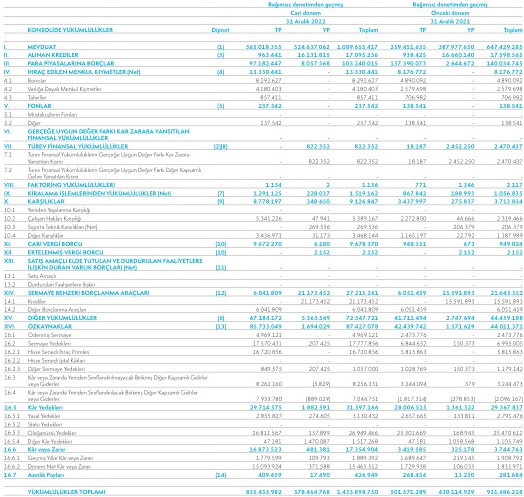 Bağımsız denetimden geçmiş Bağımsız denetimden geçmiş
Cari dönem Önceki dönem
31 Aralık 2022 31 Aralık 2021
KONSOLİDE YÜKÜMLÜLÜKLER Dipnot TP YP Toplam TP YP Toplam
I. MEVDUAT (1) 565.018.355 524.637.062 1.089.655.417 259.451.635 387.977.650 647.429.285
II. ALINAN KREDİLER (3) 963.441 16.131.815 17.095.256 938.425 16.660.140 17.598.565
III. PARA PİYASALARINA BORÇLAR 97.182.447 8.057.568 105.240.015 137.390.073 2.644.672 140.034.745
IV. İHRAÇ EDİLEN MENKUL KIYMETLER (Net) (4) 13.330.441 - 13.330.441 8.176.772 - 8.176.772
4.1 Bonolar 8.292.627 - 8.292.627 4.890.092 - 4.890.092
4.2 Varlığa Dayalı Menkul Kıymetler 4.180.403 - 4.180.403 2.579.698 - 2.579.698
4.3 Tahviller 857.411 - 857.411 706.982 - 706.982
V. FONLAR (5) 237.542 - 237.542 138.541 - 138.541
5.1 Müstakrizlerin Fonları - - - - - -
5.2 Diğer 237.542 - 237.542 138.541 - 138.541
VI. GERÇEĞE UYGUN DEĞER FARKI KAR ZARARA YANSITILAN
FİNANSAL YÜKÜMLÜLÜKLER - - - - - -
VII. TÜREV FİNANSAL YÜKÜMLÜLÜKLER (2)(8) - 822.352 822.352 18.187 2.452.250 2.470.437
7.1 Türev Finansal Yükümlülüklerin Gerçeğe Uygun Değer Farkı Kar Zarara
Yansıtılan Kısmı - 822.352 822.352 18.187 2.452.250 2.470.437
7.2 Türev Finansal Yükümlülüklerin Gerçeğe Uygun Değer Farkı Diğer Kapsamlı
Gelire Yansıtılan Kısmı - - - - - -
VIII. FAKTORİNG YÜKÜMLÜLÜKLERİ 1.134 2 1.136 771 1.346 2.117
IX. KİRALAMA İŞLEMLERİNDEN YÜKÜMLÜLÜKLER (Net) (7) 1.291.125 228.037 1.519.162 867.842 188.993 1.056.835
X. KARŞILIKLAR (9) 8.778.197 348.650 9.126.847 3.437.997 275.837 3.713.834
10.1 Yeniden Yapılanma Karşılığı - - - - - -
10.2 Çalışan Hakları Karşılığı 5.341.226 47.941 5.389.167 2.272.800 46.666 2.319.466
10.3 Sigorta Teknik Karşılıkları (Net) - 269.536 269.536 - 206.379 206.379
10.4 Diğer Karşılıklar 3.436.971 31.173 3.468.144 1.165.197 22.792 1.187.989
XI. CARİ VERGİ BORCU (10) 9.672.270 6.100 9.678.370 948.351 673 949.024
XII. ERTELENMİŞ VERGİ BORCU (10) - 2.152 2.152 - 2.152 2.152
XIII. SATIŞ AMAÇLI ELDE TUTULAN VE DURDURULAN FAALİYETLERE
İLİŞKİN DURAN VARLIK BORÇLARI (Net) (11) - - - - - -
13.1 Satış Amaçlı - - - - - -
13.2 Durdurulan Faaliyetlere İlişkin - - - - - -
XIV. SERMAYE BENZERİ BORÇLANMA ARAÇLARI (12) 6.041.809 21.173.452 27.215.261 6.051.459 15.591.893 21.643.352
14.1 Krediler - 21.173.452 21.173.452 - 15.591.893 15.591.893
14.2 Diğer Borçlanma Araçları 6.041.809 - 6.041.809 6.051.459 - 6.051.459
XV. DİĞER YÜKÜMLÜLÜKLER (6) 67.184.172 5.363.549 72.547.721 41.711.494 2.747.694 44.459.188
XVI. ÖZKAYNAKLAR (13) 85.733.049 1.694.029 87.427.078 42.439.742 1.571.629 44.011.371
16.1 Ödenmiş Sermaye 4.969.121 - 4.969.121 2.473.776 - 2.473.776
16.2 Sermaye Yedekleri 17.570.431 207.425 17.777.856 6.844.632 150.373 6.995.005
16.2.1 Hisse Senedi İhraç Primleri 16.720.856 - 16.720.856 5.815.863 - 5.815.863
16.2.2 Hisse Senedi İptal Kârları - - - - - -
16.2.3 Diğer Sermaye Yedekleri 849.575 207.425 1.057.000 1.028.769 150.373 1.179.142
16.3 Kâr veya Zararda Yeniden Sınıflandırılmayacak Birikmiş Diğer Kapsamlı Gelirler
veya Giderler 8.262.160 (5.829) 8.256.331 3.244.094 379 3.244.473
16.4 Kâr veya Zararda Yeniden Sınıflandırılacak Birikmiş Diğer Kapsamlı Gelirler
veya Giderler 7.933.780 (889.029) 7.044.751 (1.817.314) (278.853) (2.096.167)
16.5 Kâr Yedekleri 29.714.575 1.882.591 31.597.166 28.006.515 1.361.322 29.367.837
16.5.1 Yasal Yedekler 2.855.827 274.605 3.130.432 2.657.665 133.811 2.791.476
16.5.2 Statü Yedekleri - - - - - -
16.5.3 Olağanüstü Yedekler 26.811.567 137.899 26.949.466 25.301.669 168.943 25.470.612
16.5.4 Diğer Kâr Yedekleri 47.181 1.470.087 1.517.268 47.181 1.058.568 1.105.749
16.6 Kâr veya Zarar 16.873.523 481.381 17.354.904 3.419.585 325.178 3.744.763
16.6.1 Geçmiş Yıllar Kâr veya Zararı 1.779.599 109.793 1.889.392 1.689.647 219.145 1.908.792
16.6.2 Dönem Net Kâr veya Zararı 15.093.924 371.588 15.465.512 1.729.938 106.033 1.835.971
16.7 Azınlık Payları (14) 409.459 17.490 426.949 268.454 13.230 281.684
YÜKÜMLÜLÜKLER TOPLAMI 855.433.982 578.464.768 1.433.898.750 501.571.289 430.114.929 931.686.218